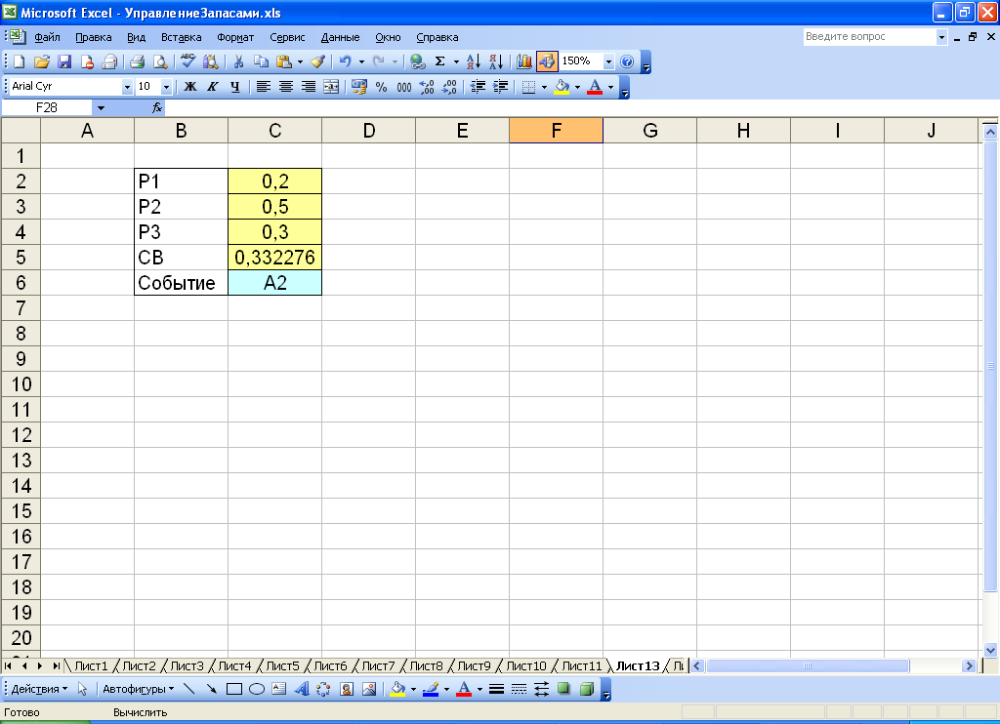 Microsoft Excel - УправлениеЗапасами.xls
Файл Правка Вид Вставка Формат Сервис Данные Окно Справка Введите вопрос
ABC Σ А Я Я А 150% ?
Arial Cyr 10 Ж К Ч % 000 А
F28 fx
A B C D E F G H I J
1
2 P1 0,2
3 P2 0,5
4 P3 0,3
5 СВ 0,332276
6 Событие A2
7
8
9
10
11
12
13
14
15
16
17
18
19
20
Лист1 Лист2 Лист3 Лист4 Лист5 Лист6 Лист7 Лист8 Лист9 Лист10 Лист11 Лист13
Действия Автофигуры А
Готово Вычислить